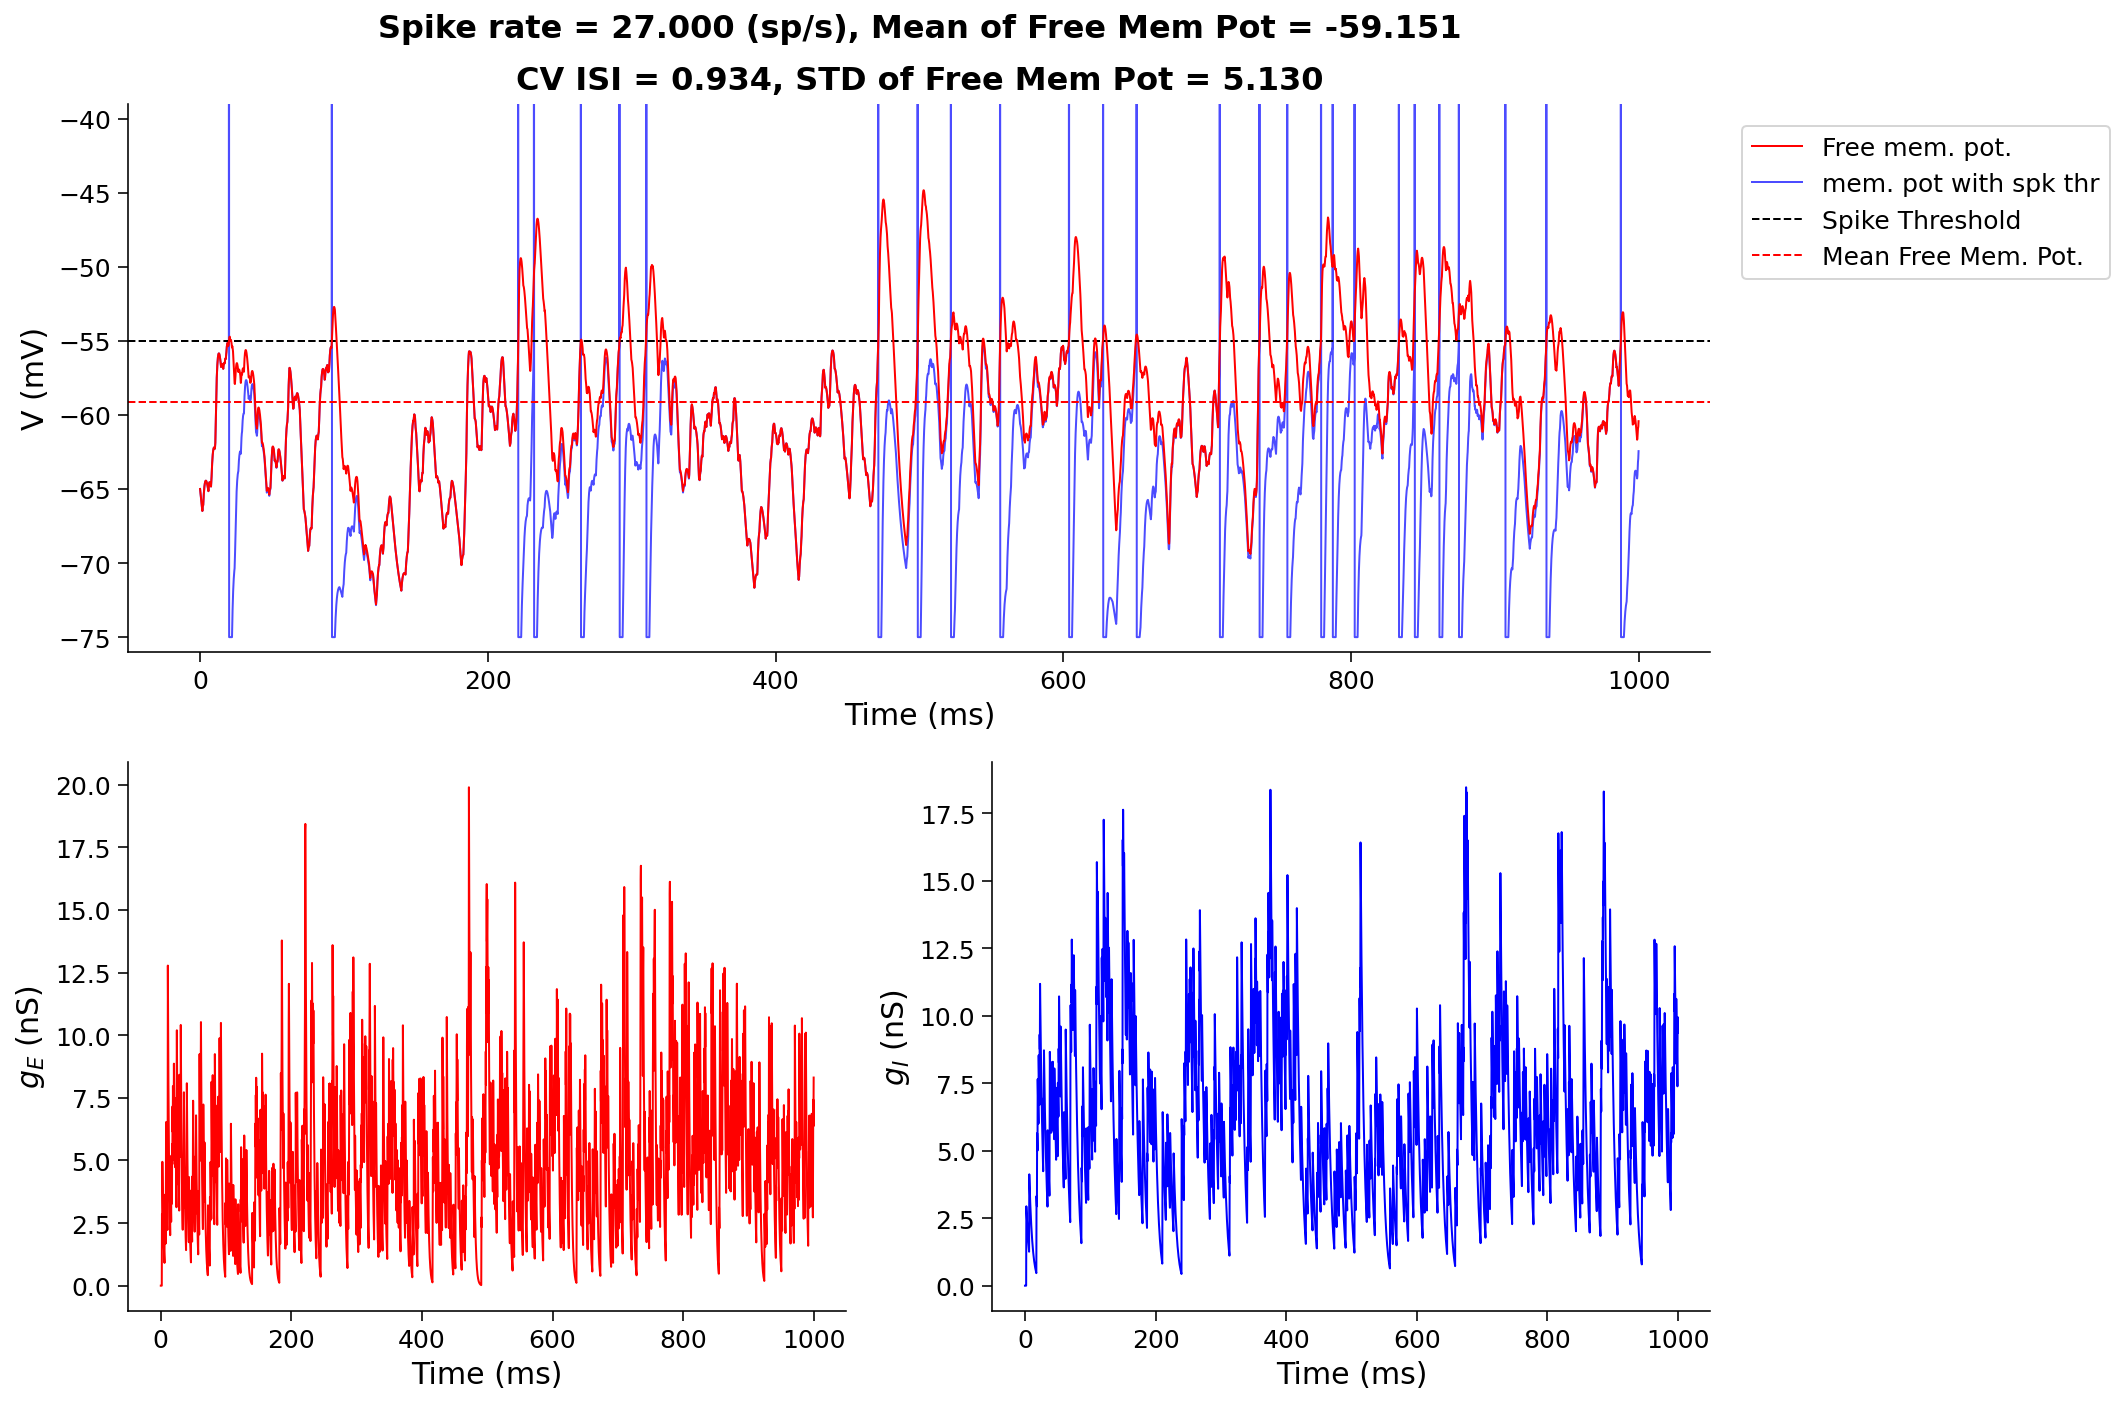 Spike rate = 27.000 (sp/s), Mean of Free Mem Pot = -59.151
CV ISI = 0.934, STD of Free Mem Pot = 5.130
−40
−45
−50
−55
−60
−65
−70
−75
V (mV)
0 200 400 600 800 1000
Time (ms)
Free mem. pot.
mem. pot with spk thr
Spike Threshold
Mean Free Mem. Pot.
20.0
17.5
15.0
12.5
10.0
7.5
5.0
2.5
0.0
g_E (nS)
0 200 400 600 800 1000
Time (ms)
17.5
15.0
12.5
10.0
7.5
5.0
2.5
0.0
g_I (nS)
0 200 400 600 800 1000
Time (ms)